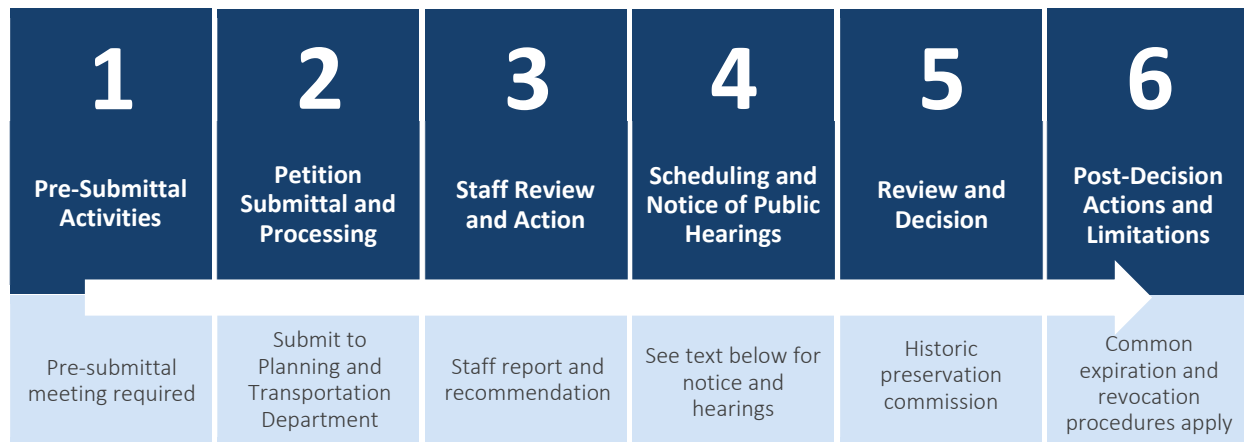 1
Pre-Submittal
Activities
Pre-submittal
meeting required
2
Petition
Submittal and
Processing
Submit to
Planning and
Transportation
Department
3
Staff Review
and Action
Staff report and
recommendation
4
Scheduling and
Notice of Public
Hearings
See text below for
notice and
hearings
5
Review and
Decision
Historic
preservation
commission
6
Post-Decision
Actions and
Limitations
Common
expiration and
revocation
procedures apply